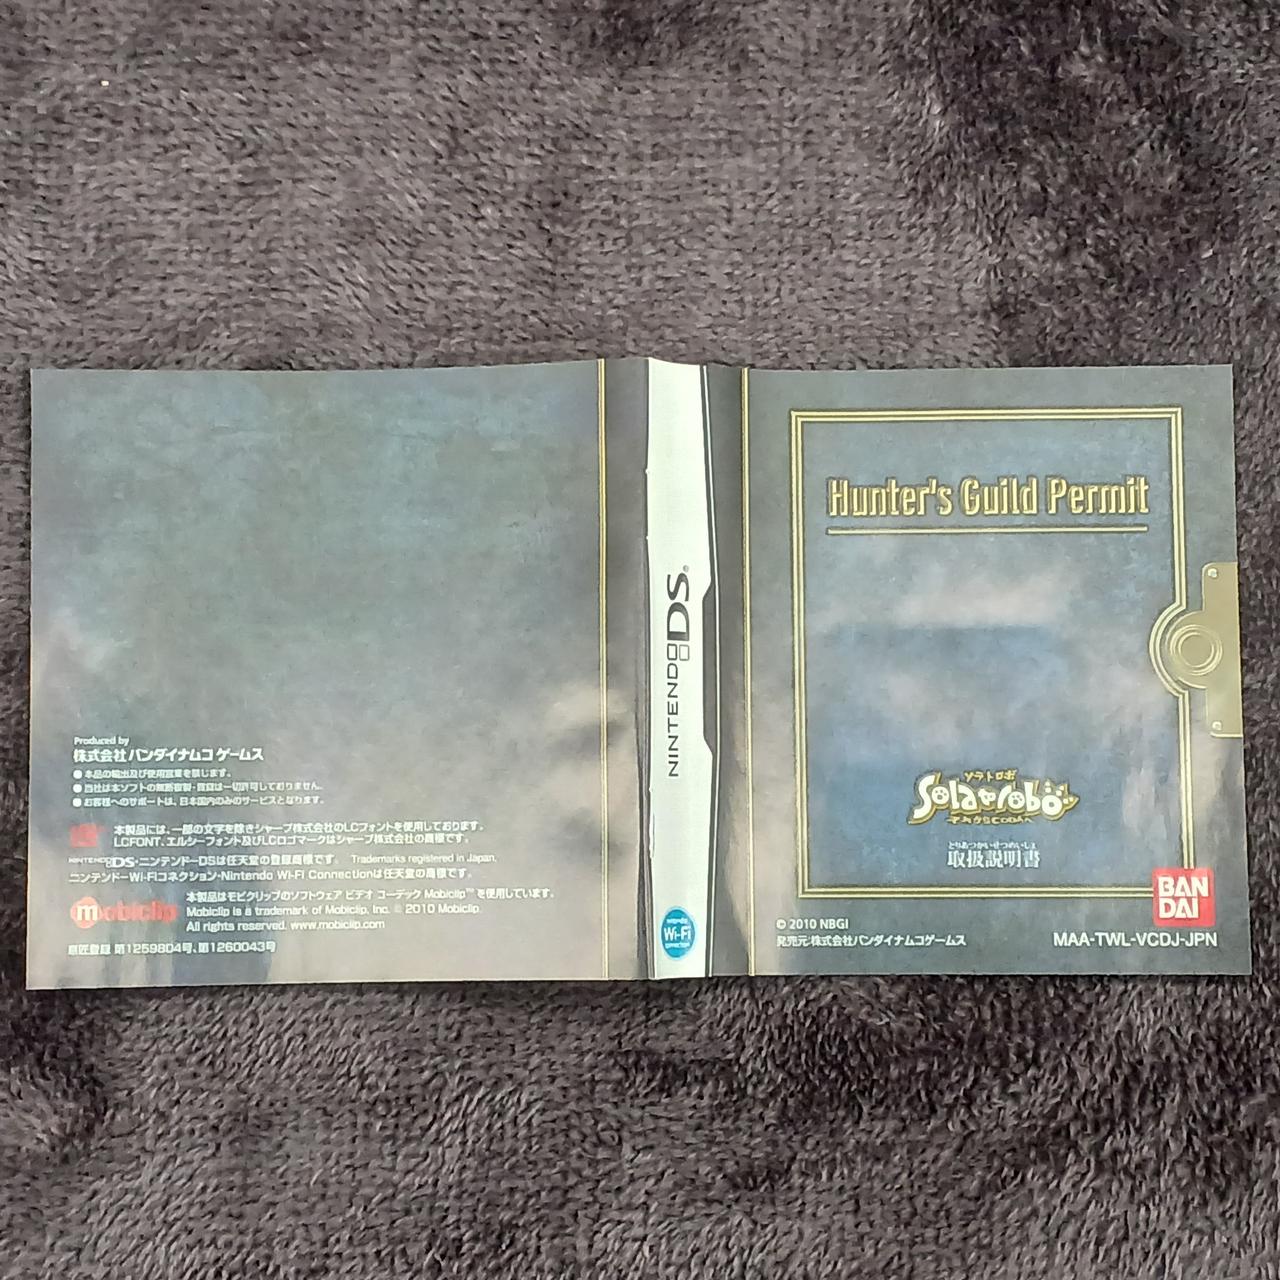 Produced by
株式会社バンダイナムコゲームス
●本品の輸出及び使用営業を禁じます。
●当社は本ソフトの無断複製・賃貸は一切許可しておりません。
●お客様へのサポートは、日本国内のみのサービスとなります。
本製品には、一部の文字を除きシャープ株式会社のLCフォントを使用しております。
LCFONT、エルシーフォント及びLCロゴマークはシャープ株式会社の商標です。
NINTENDO DS・ニンテンドーDSは任天堂の登録商標です。 Trademarks registered in Japan.
ニンテンドーWi-Fiコネクション・Nintendo Wi-Fi Connectionは任天堂の商標です。
mobiclip
本製品はモビクリップのソフトウェア ビデオ コーデック Mobiclip™ を使用しています。
Mobiclip is a trademark of Mobiclip, Inc. © 2010 Mobiclip.
All rights reserved. www.mobiclip.com
意匠登録 第1259804号、第1260043号
NINTENDO DS®
Nintendo
Wi-Fi
Connection
Hunter's Guild Permit
ソラトロボ
Solatorobo
それからCODAへ
とりあつかいせつめいしょ
取扱説明書
BAN
DAI
© 2010 NBGI
発売元:株式会社バンダイナムコゲームス
MAA-TWL-VCDJ-JPN